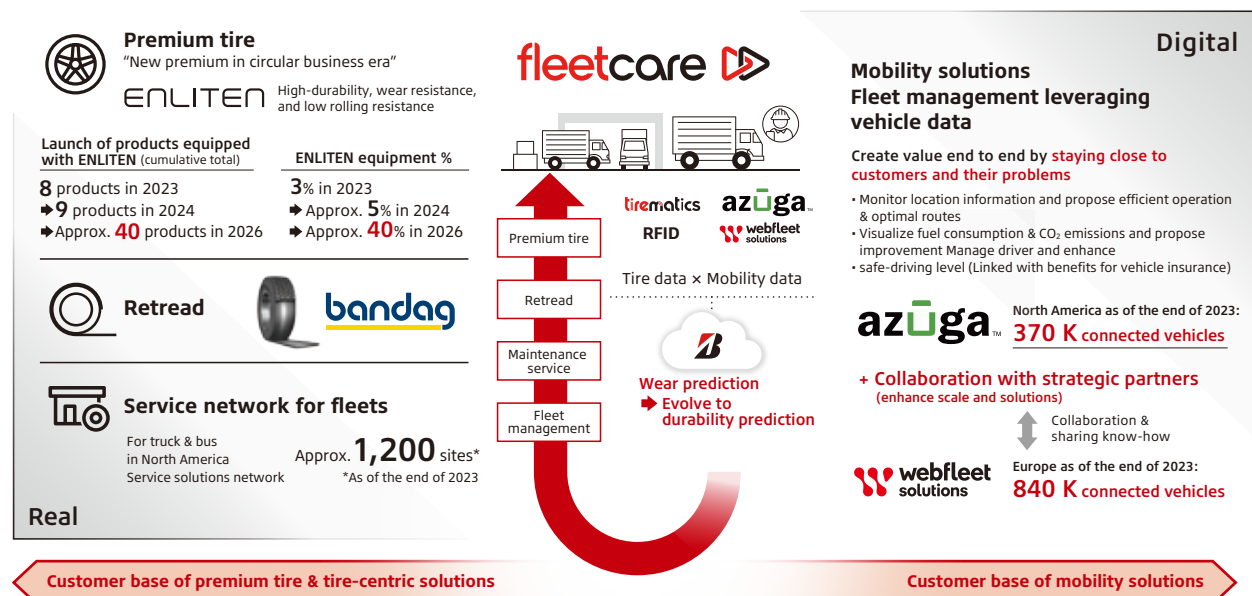 Premium tire
“New premium in circular business era”
ENLITEN
High-durability, wear resistance,
and low rolling resistance
Launch of products equipped
with ENLITEN (cumulative total)
8 products in 2023
➡9 products in 2024
➡Approx. 40 products in 2026
ENLITEN equipment %
3% in 2023
➡ Approx. 5% in 2024
➡ Approx. 40% in 2026
Retread
bandag
Service network for fleets
For truck & bus
in North America
Service solutions network
Approx. 1,200 sites*
*As of the end of 2023
Real
fleetcare
tirematics
azūga™
RFID
webfleet
solutions
Premium tire
Retread
Maintenance
service
Fleet
management
Tire data × Mobility data
B
Wear prediction
➡ Evolve to
durability prediction
Digital
Mobility solutions
Fleet management leveraging
vehicle data
Create value end to end by staying close to
customers and their problems
・Monitor location information and propose efficient operation
& optimal routes
・Visualize fuel consumption & CO₂ emissions and propose
improvement Manage driver and enhance
・safe-driving level (Linked with benefits for vehicle insurance)
azūga™
North America as of the end of 2023:
370 K connected vehicles
+ Collaboration with strategic partners
(enhance scale and solutions)
Collaboration &
sharing know-how
webfleet
solutions
Europe as of the end of 2023:
840 K connected vehicles
Customer base of premium tire & tire-centric solutions
Customer base of mobility solutions